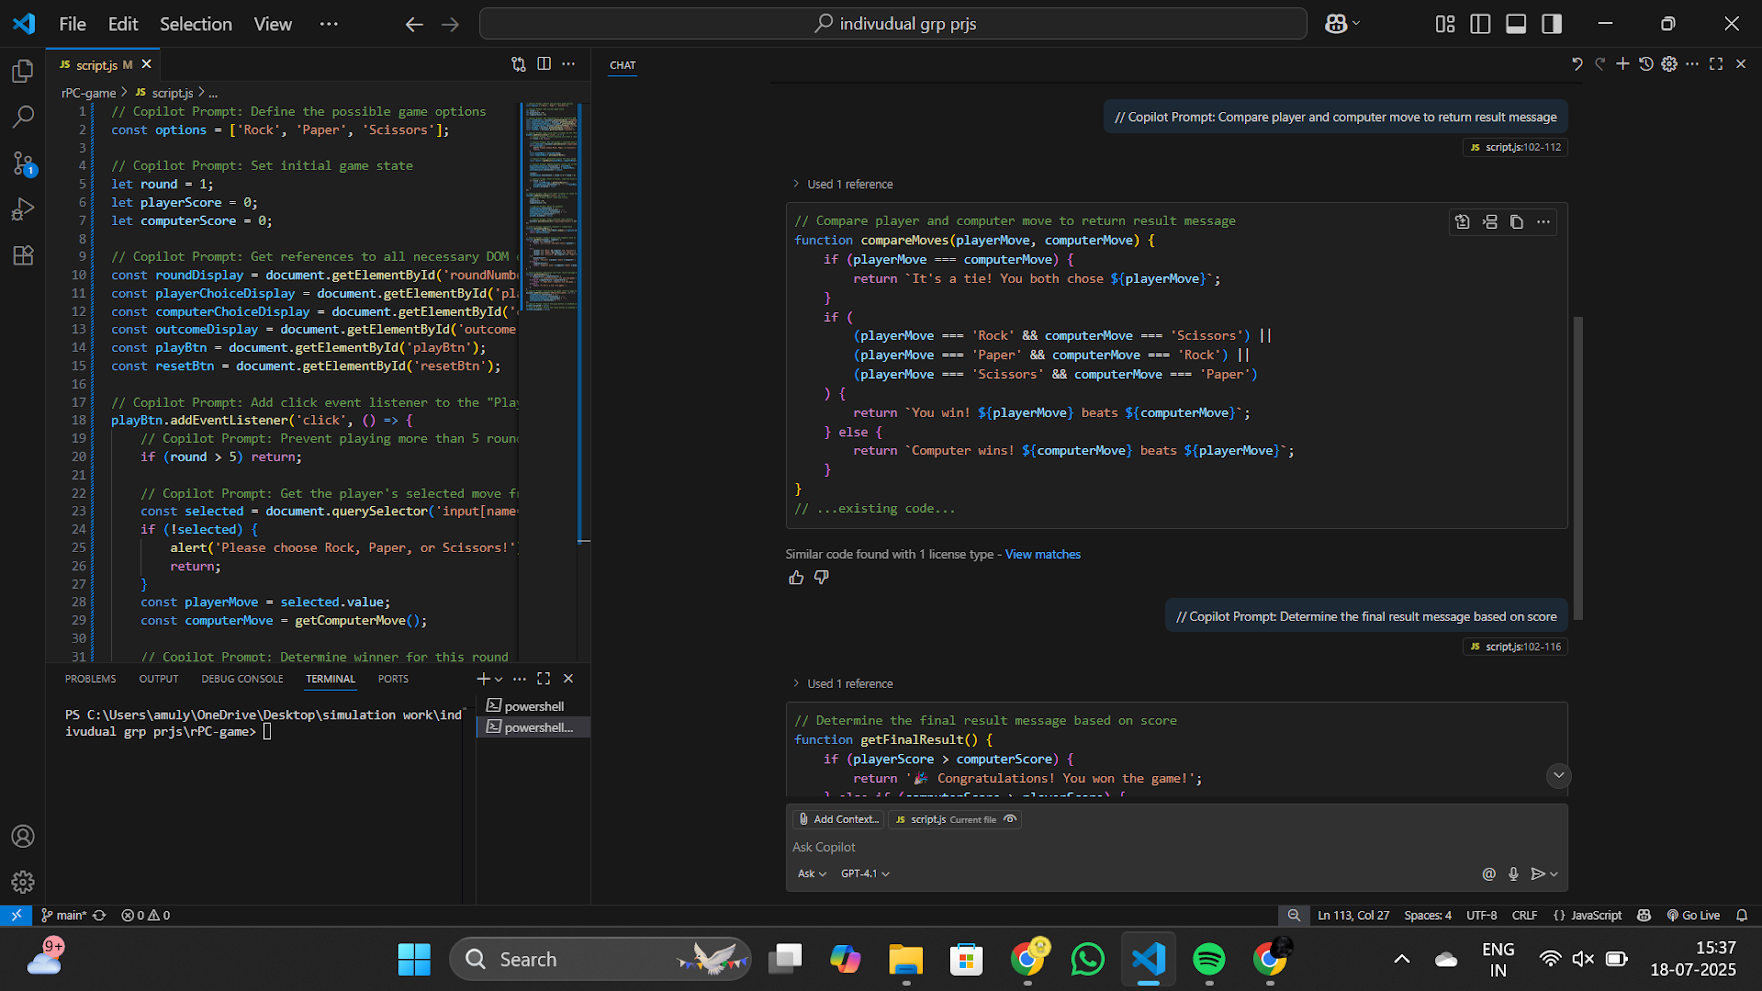 File Edit Selection View ···
indivudual grp prjs
JS script.js M
rPC-game > JS script.js > ...
1 // Copilot Prompt: Define the possible game options
2 const options = ['Rock', 'Paper', 'Scissors'];
3
4 // Copilot Prompt: Set initial game state
5 let round = 1;
6 let playerScore = 0;
7 let computerScore = 0;
8
9 // Copilot Prompt: Get references to all necessary DOM
10 const roundDisplay = document.getElementById('roundNumb
11 const playerChoiceDisplay = document.getElementById('pl
12 const computerChoiceDisplay = document.getElementById('
13 const outcomeDisplay = document.getElementById('outcome
14 const playBtn = document.getElementById('playBtn');
15 const resetBtn = document.getElementById('resetBtn');
16
17 // Copilot Prompt: Add click event listener to the "Pla
18 playBtn.addEventListener('click', () => {
19 // Copilot Prompt: Prevent playing more than 5 roun
20 if (round > 5) return;
21
22 // Copilot Prompt: Get the player's selected move f
23 const selected = document.querySelector('input[name
24 if (!selected) {
25 alert('Please choose Rock, Paper, or Scissors!'
26 return;
27 }
28 const playerMove = selected.value;
29 const computerMove = getComputerMove();
30
31 // Copilot Prompt: Determine winner for this round
PROBLEMS OUTPUT DEBUG CONSOLE TERMINAL PORTS
PS C:\Users\amuly\OneDrive\Desktop\simulation work\ind
ivudual grp prjs\rPC-game>
powershell
powershell...
CHAT
// Copilot Prompt: Compare player and computer move to return result message
JS script.js:102-112
> Used 1 reference
// Compare player and computer move to return result message
function compareMoves(playerMove, computerMove) {
if (playerMove === computerMove) {
return `It's a tie! You both chose ${playerMove}`;
}
if (
(playerMove === 'Rock' && computerMove === 'Scissors') ||
(playerMove === 'Paper' && computerMove === 'Rock') ||
(playerMove === 'Scissors' && computerMove === 'Paper')
) {
return `You win! ${playerMove} beats ${computerMove}`;
} else {
return `Computer wins! ${computerMove} beats ${playerMove}`;
}
}
// ...existing code...
Similar code found with 1 license type - View matches
// Copilot Prompt: Determine the final result message based on score
JS script.js:102-116
> Used 1 reference
// Determine the final result message based on score
function getFinalResult() {
if (playerScore > computerScore) {
return '🎉 Congratulations! You won the game!';
} else if (computerScore > playerScore) {
Add Context... JS script.js Current file
Ask Copilot
Ask GPT-4.1
main* 0 0
Ln 113, Col 27 Spaces: 4 UTF-8 CRLF {} JavaScript Go Live
9+
Search
ENG
IN
15:37
18-07-2025